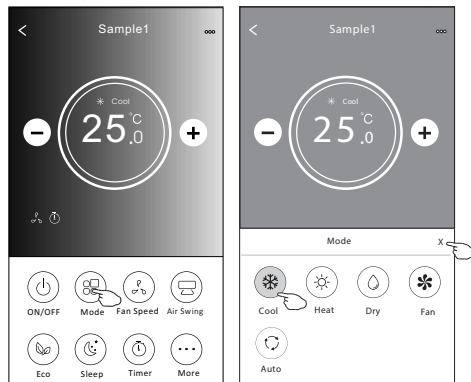 Sample1
Cool
25.0 °C
ON/OFF Mode Fan Speed Air Swing
Eco Sleep Timer More
Sample1
Cool
25.0 °C
Mode X
Cool Heat Dry Fan
Auto